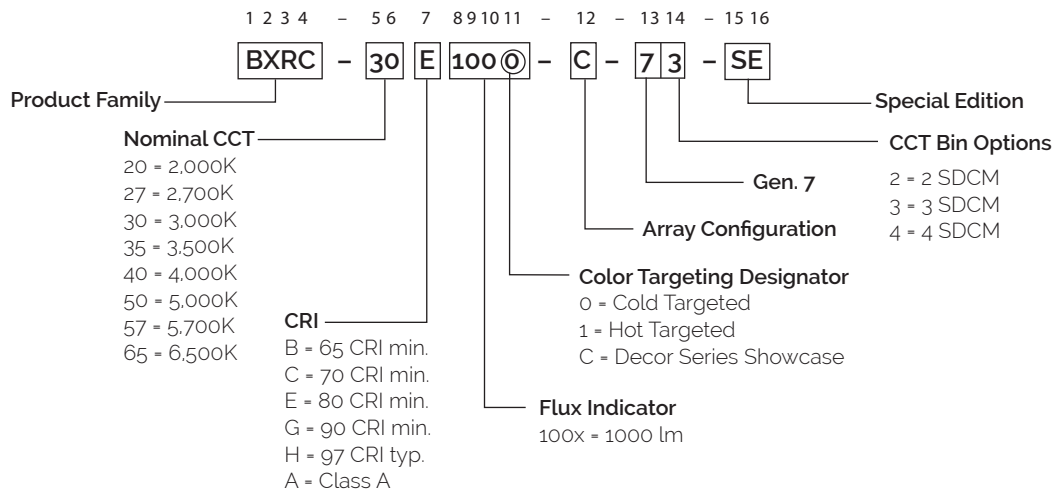 1 2 3 4 – 5 6 7 8 9 10 11 – 12 – 13 14 – 15 16
BXRC – 30 E 100 0 – C – 7 3 – SE
Product Family
Special Edition
Nominal CCT
20 = 2,000K
27 = 2,700K
30 = 3,000K
35 = 3,500K
40 = 4,000K
50 = 5,000K
57 = 5,700K
65 = 6,500K
CCT Bin Options
2 = 2 SDCM
3 = 3 SDCM
4 = 4 SDCM
Gen. 7
Array Configuration
Color Targeting Designator
0 = Cold Targeted
1 = Hot Targeted
C = Decor Series Showcase
CRI
B = 65 CRI min.
C = 70 CRI min.
E = 80 CRI min.
G = 90 CRI min.
H = 97 CRI typ.
A = Class A
Flux Indicator
100x = 1000 lm